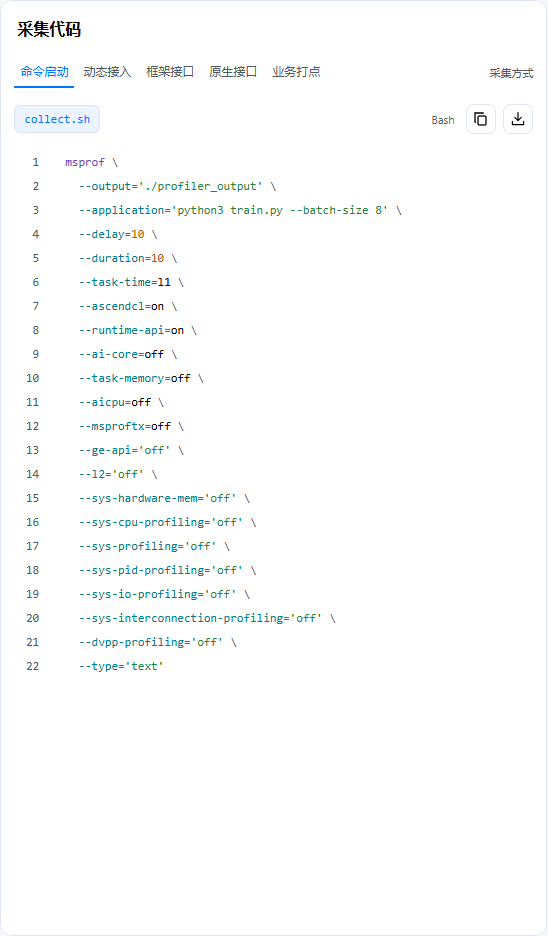 采集代码
命令启动 动态接入 框架接口 原生接口 业务打点 采集方式
collect.sh Bash
1 msprof \
2 --output='./profiler_output' \
3 --application='python3 train.py --batch-size 8' \
4 --delay=10 \
5 --duration=10 \
6 --task-time=l1 \
7 --ascendcl=on \
8 --runtime-api=on \
9 --ai-core=off \
10 --task-memory=off \
11 --aicpu=off \
12 --msproftx=off \
13 --ge-api='off' \
14 --l2='off' \
15 --sys-hardware-mem='off' \
16 --sys-cpu-profiling='off' \
17 --sys-profiling='off' \
18 --sys-pid-profiling='off' \
19 --sys-io-profiling='off' \
20 --sys-interconnection-profiling='off' \
21 --dvpp-profiling='off' \
22 --type='text'